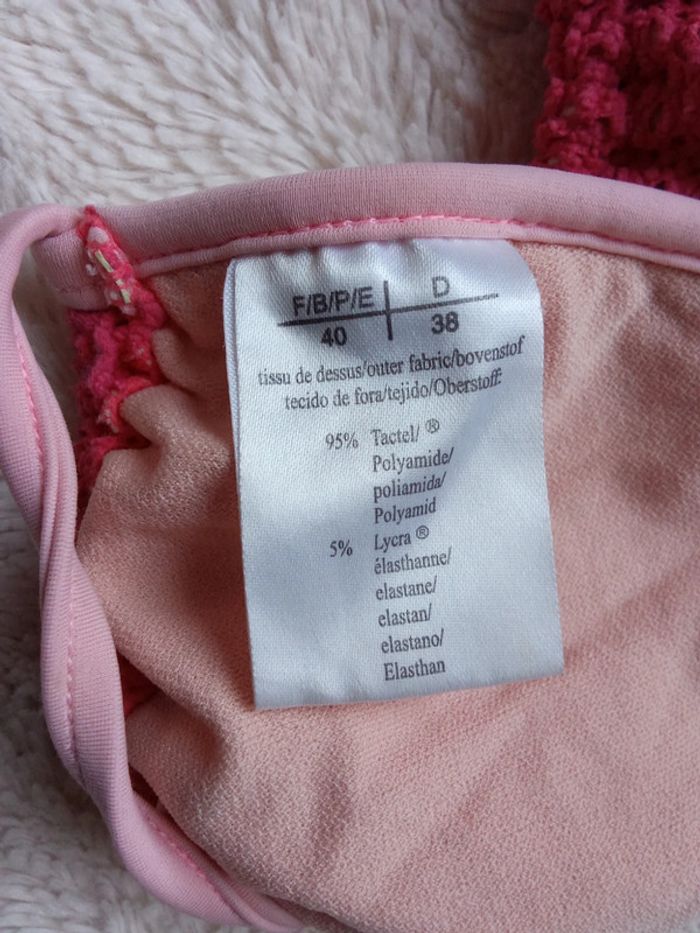 F/B/P/E D
40 38
tissu de dessus/outer fabric/bovenstof
tecido de fora/tejido/Oberstoff:
95% Tactel/ ®
Polyamide/
poliamida/
Polyamid
5% Lycra ®
élasthanne/
elastane/
elastan/
elastano/
Elasthan